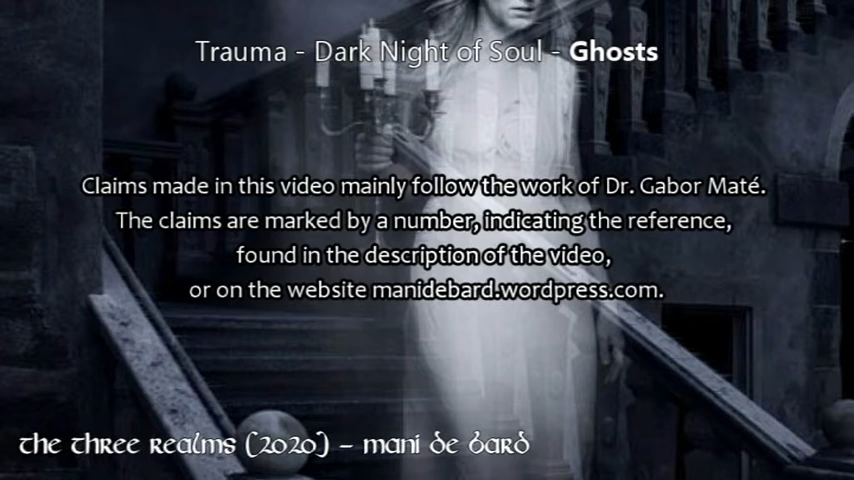 Trauma - Dark Night of Soul - Ghosts
Claims made in this video mainly follow the work of Dr. Gabor Maté.
The claims are marked by a number, indicating the reference,
found in the description of the video,
or on the website manidebard.wordpress.com.
The Three Realms (2020) - Mani de Bard